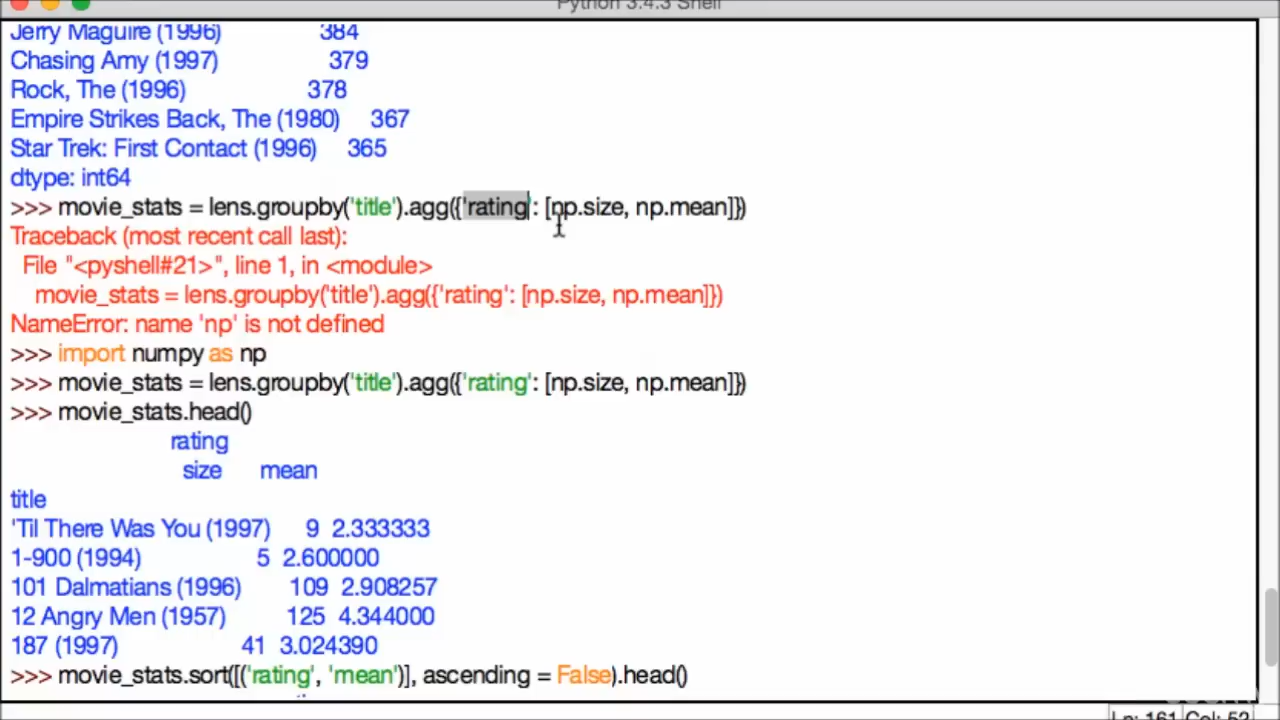 Python 3.4.3 Shell
Jerry Maguire (1996) 384
Chasing Amy (1997) 379
Rock, The (1996) 378
Empire Strikes Back, The (1980) 367
Star Trek: First Contact (1996) 365
dtype: int64
>>> movie_stats = lens.groupby('title').agg({'rating': [np.size, np.mean]})
Traceback (most recent call last):
File "<pyshell#21>", line 1, in <module>
movie_stats = lens.groupby('title').agg({'rating': [np.size, np.mean]})
NameError: name 'np' is not defined
>>> import numpy as np
>>> movie_stats = lens.groupby('title').agg({'rating': [np.size, np.mean]})
>>> movie_stats.head()
rating
size mean
title
'Til There Was You (1997) 9 2.333333
1-900 (1994) 5 2.600000
101 Dalmatians (1996) 109 2.908257
12 Angry Men (1957) 125 4.344000
187 (1997) 41 3.024390
>>> movie_stats.sort([('rating', 'mean')], ascending = False).head()
Ln: 161 Col: 52